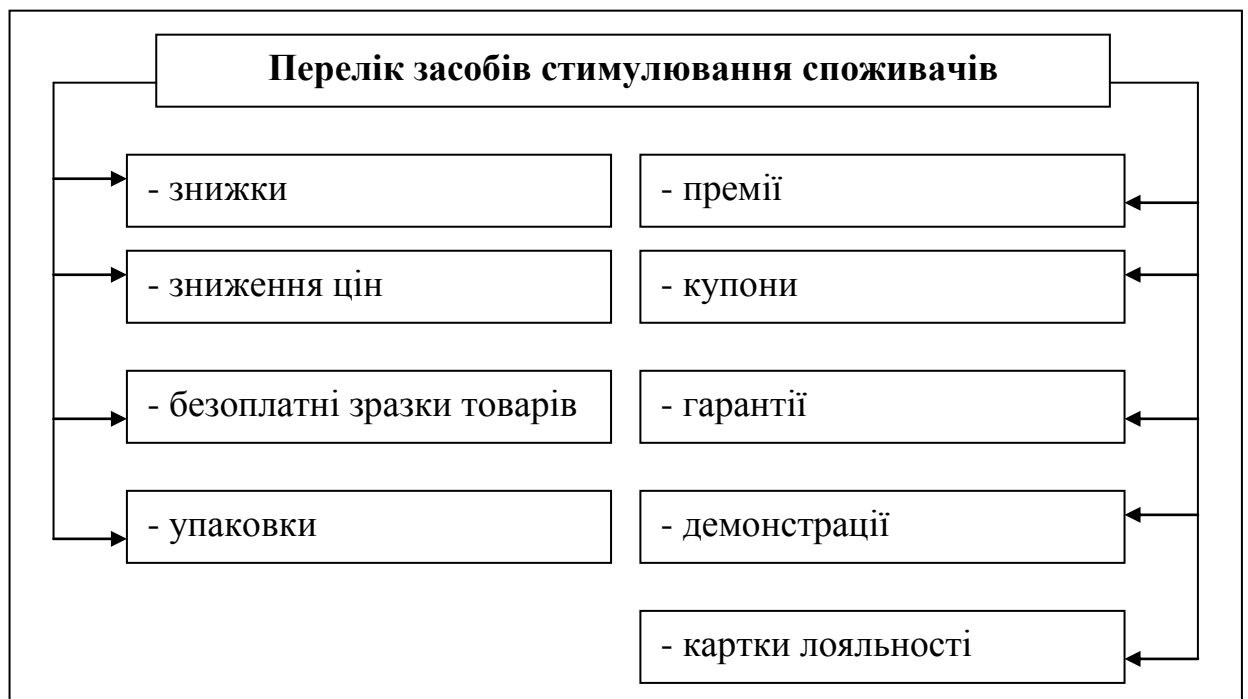 Перелік засобів стимулювання споживачів
- знижки
- премії
- зниження цін
- купони
- безоплатні зразки товарів
- гарантії
- упаковки
- демонстрації
- картки лояльності